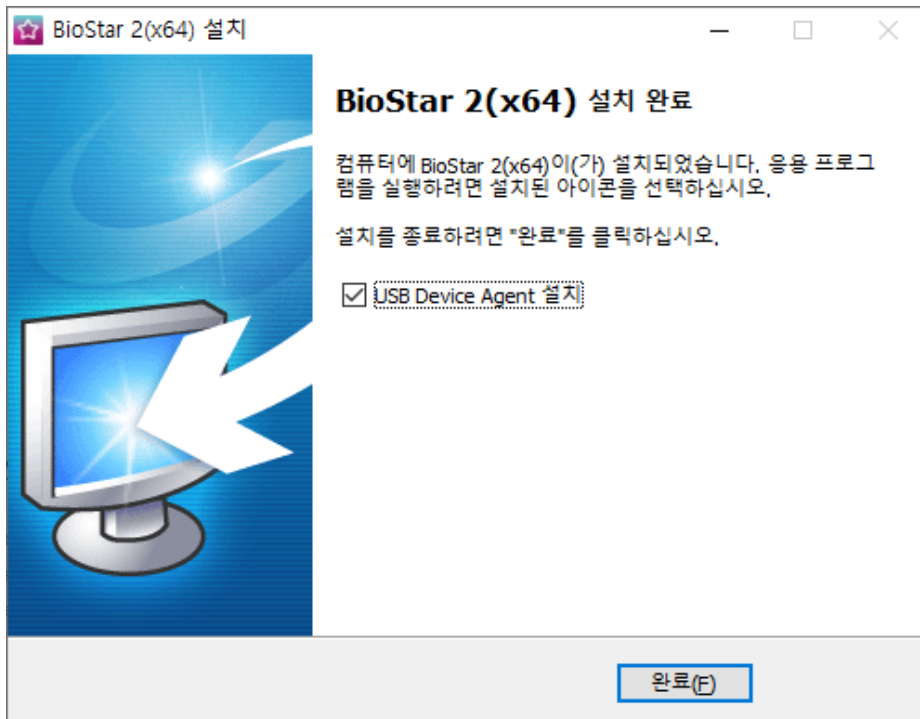 BioStar 2(x64) 설치
BioStar 2(x64) 설치 완료
컴퓨터에 BioStar 2(x64)이(가) 설치되었습니다. 응용 프로그
램을 실행하려면 설치된 아이콘을 선택하십시오.
설치를 종료하려면 "완료"를 클릭하십시오.
USB Device Agent 설치
완료(F)